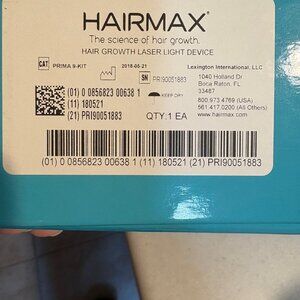 HAIRMAX®
The science of hair growth.
HAIR GROWTH LASER LIGHT DEVICE
CAT PRIMA 9-KIT
2018-05-21
SN PRI90051883
Lexington International, LLC
1040 Holland Dr
Boca Raton, FL
33487
(01) 0 0856823 00638 1
(11) 180521
(21) PRI90051883
KEEP DRY
QTY:1 EA
800.973.4769 (USA)
561.417.0200 (All Others)
www.hairmax.com
(01) 0 0856823 00638 1 (11) 180521 (21) PRI90051883